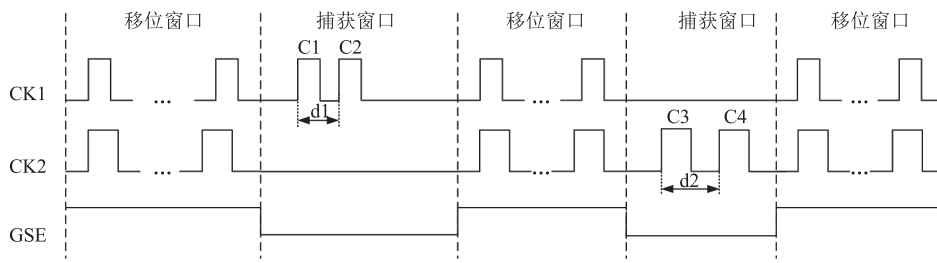 移位窗口 捕获窗口 移位窗口 捕获窗口 移位窗口
C1 C2
CK1 ... ... ...
d1
C3 C4
CK2 ... ... ...
d2
GSE